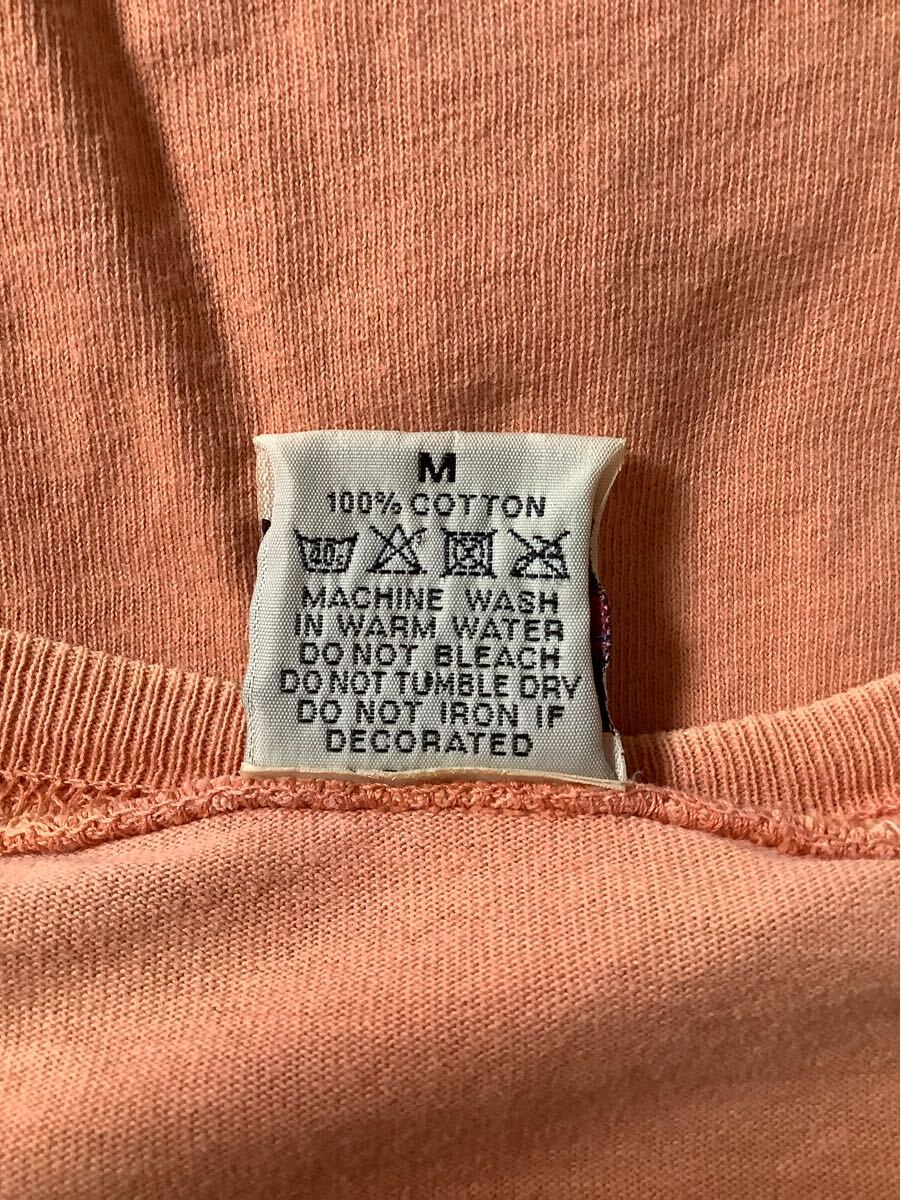 M
100% COTTON
MACHINE WASH
IN WARM WATER
DO NOT BLEACH
DO NOT TUMBLE DRY
DO NOT IRON IF
DECORATED